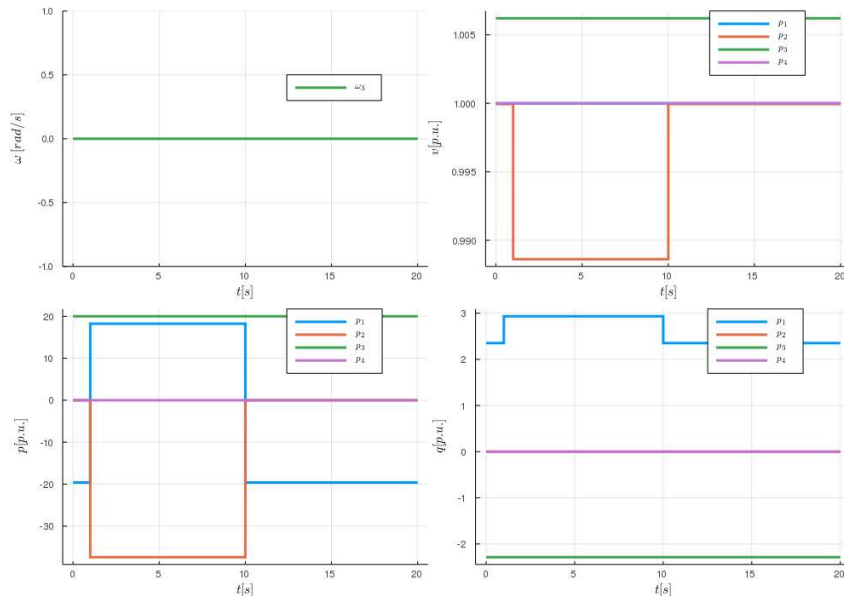 1.0
0.5
0.0
-0.5
-1.0
ω [rad/s]
0 5 10 15 20
t[s]
ω₃
1.005
1.000
0.995
0.990
v[p.u.]
0 5 10 15 20
t[s]
p₁
p₂
p₃
p₄
20
10
0
-10
-20
-30
p[p.u.]
0 5 10 15 20
t[s]
p₁
p₂
p₃
p₄
3
2
1
0
-1
-2
q[p.u.]
0 5 10 15 20
t[s]
p₁
p₂
p₃
p₄